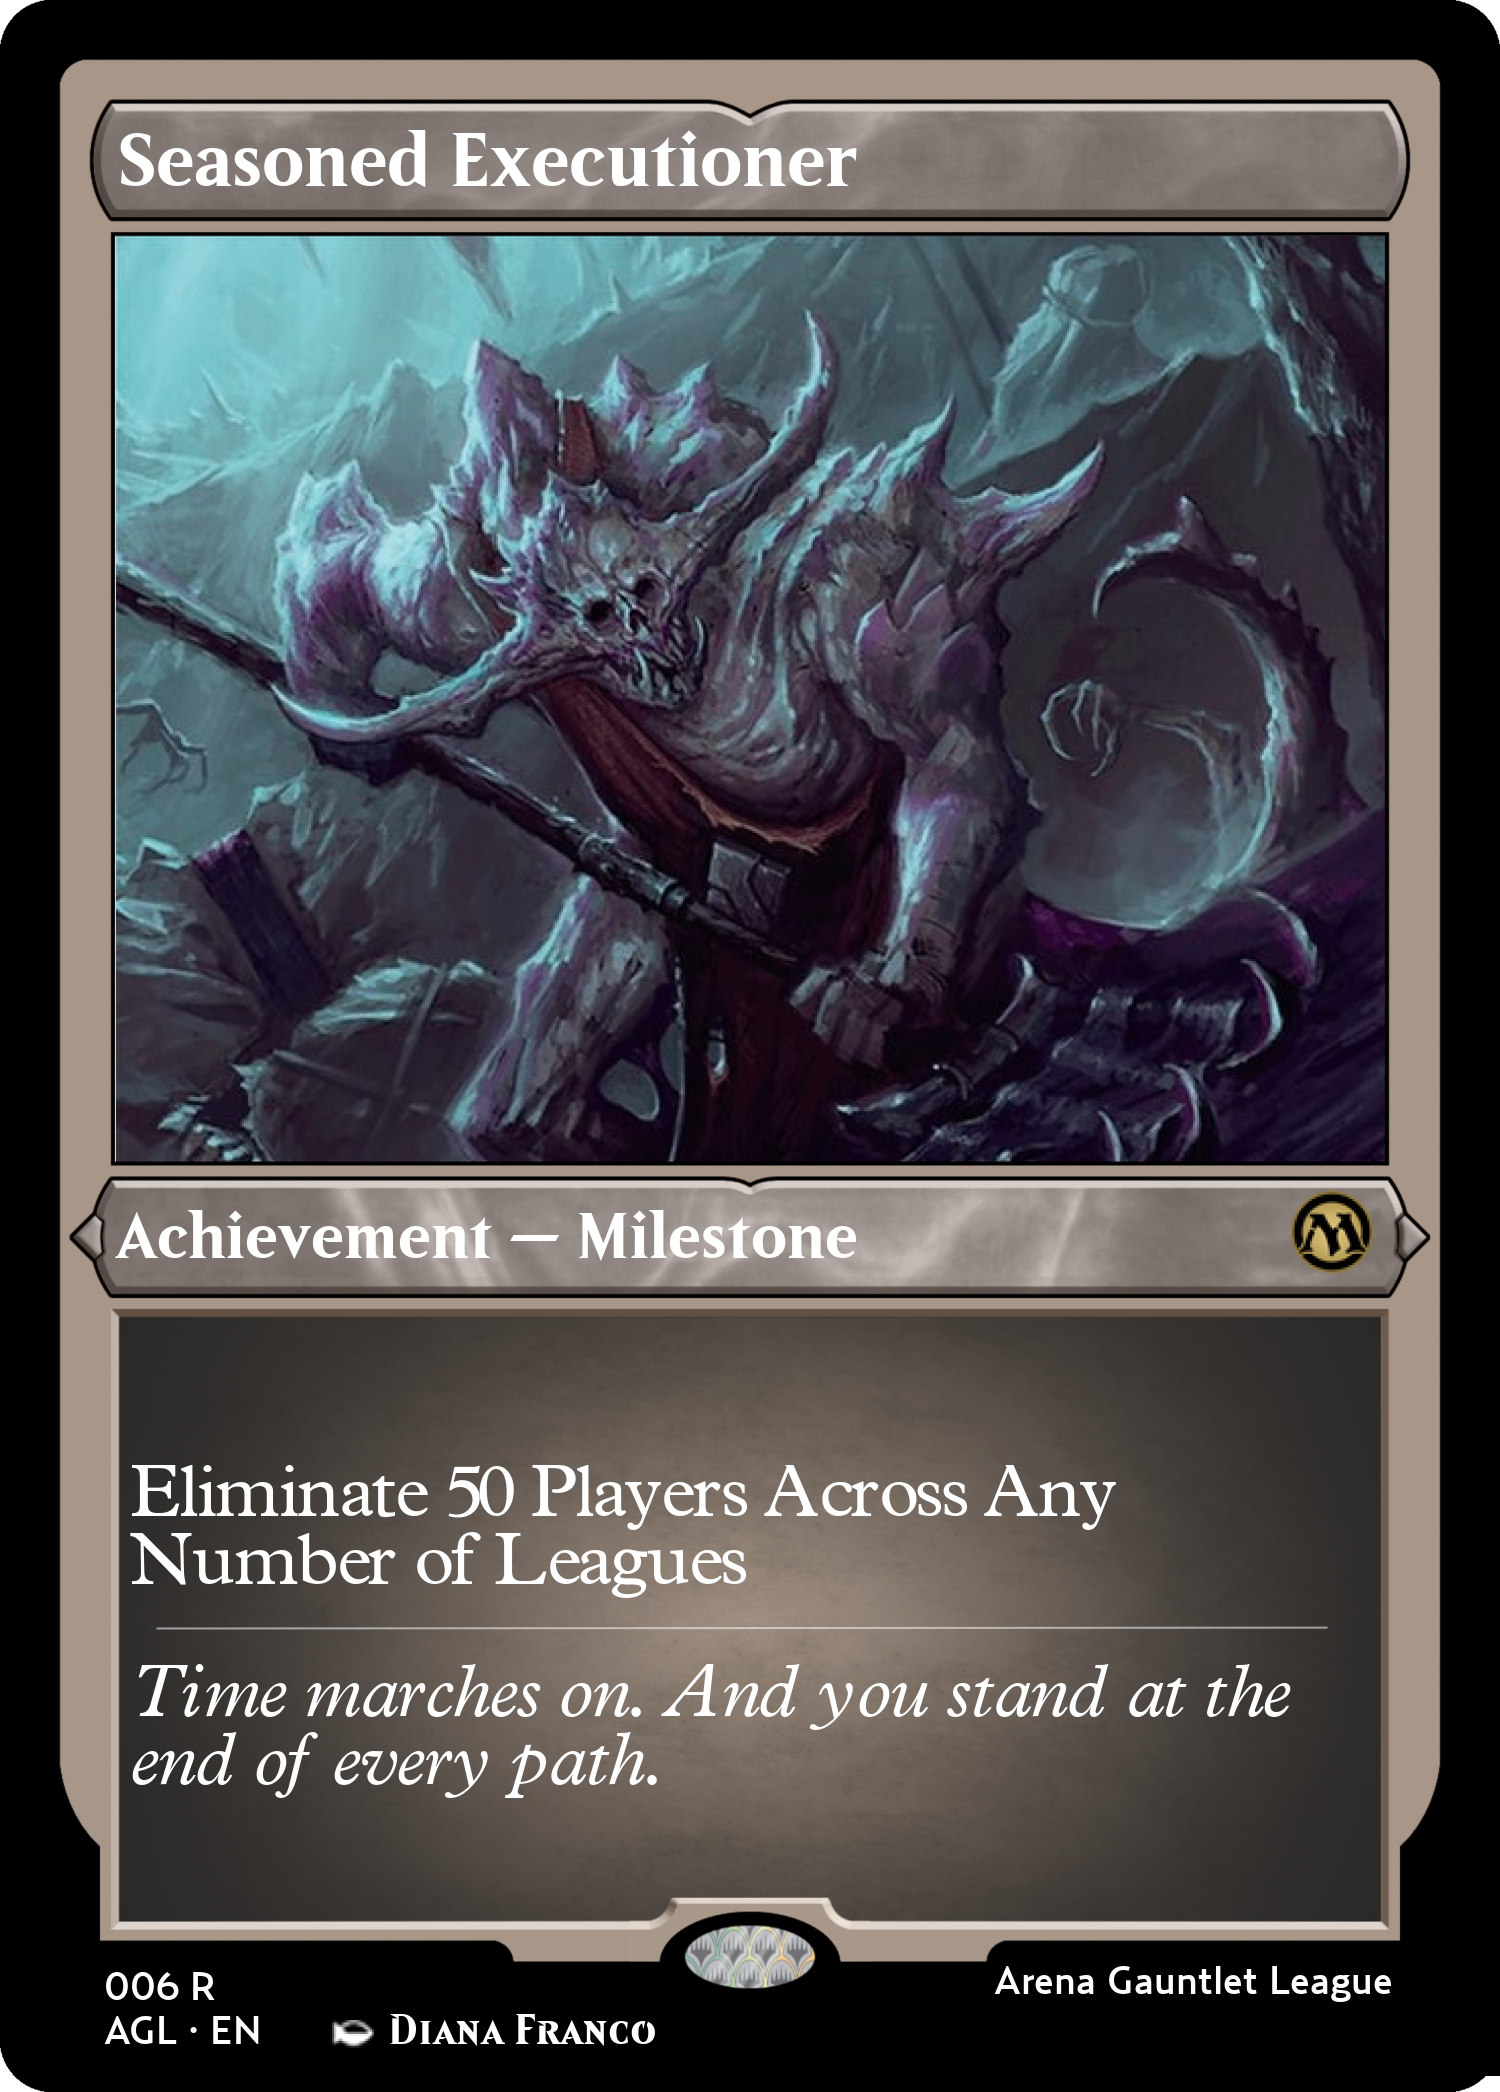 Seasoned Executioner
Achievement — Milestone
M
Eliminate 50 Players Across Any
Number of Leagues
Time marches on. And you stand at the
end of every path.
006 R
Arena Gauntlet League
AGL · EN
Diana Franco